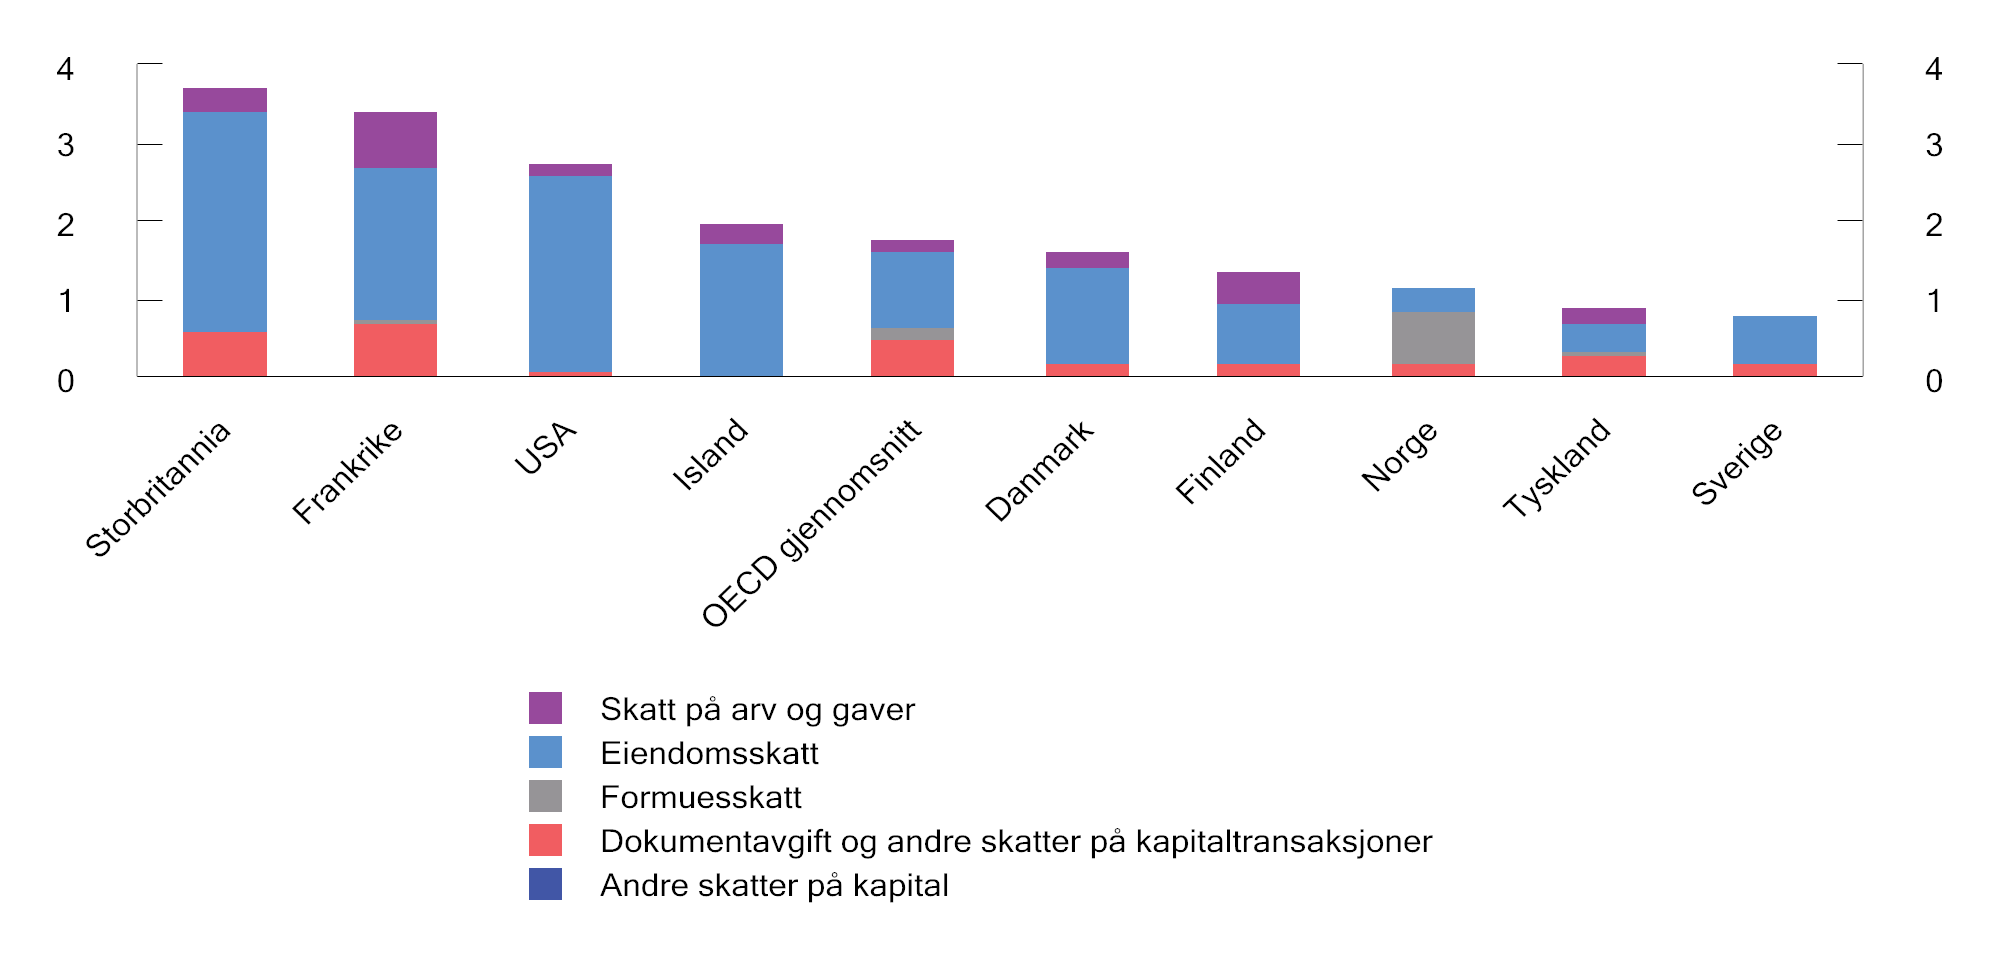 4 4
3 3
2 2
1 1
0 0
Storbritannia
Frankrike
USA
Island
OECD gjennomsnitt
Danmark
Finland
Norge
Tyskland
Sverige
Skatt på arv og gaver
Eiendomsskatt
Formuesskatt
Dokumentavgift og andre skatter på kapitaltransaksjoner
Andre skatter på kapital